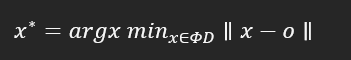 x* = argx min_{x∈ΦD} ‖ x − o ‖